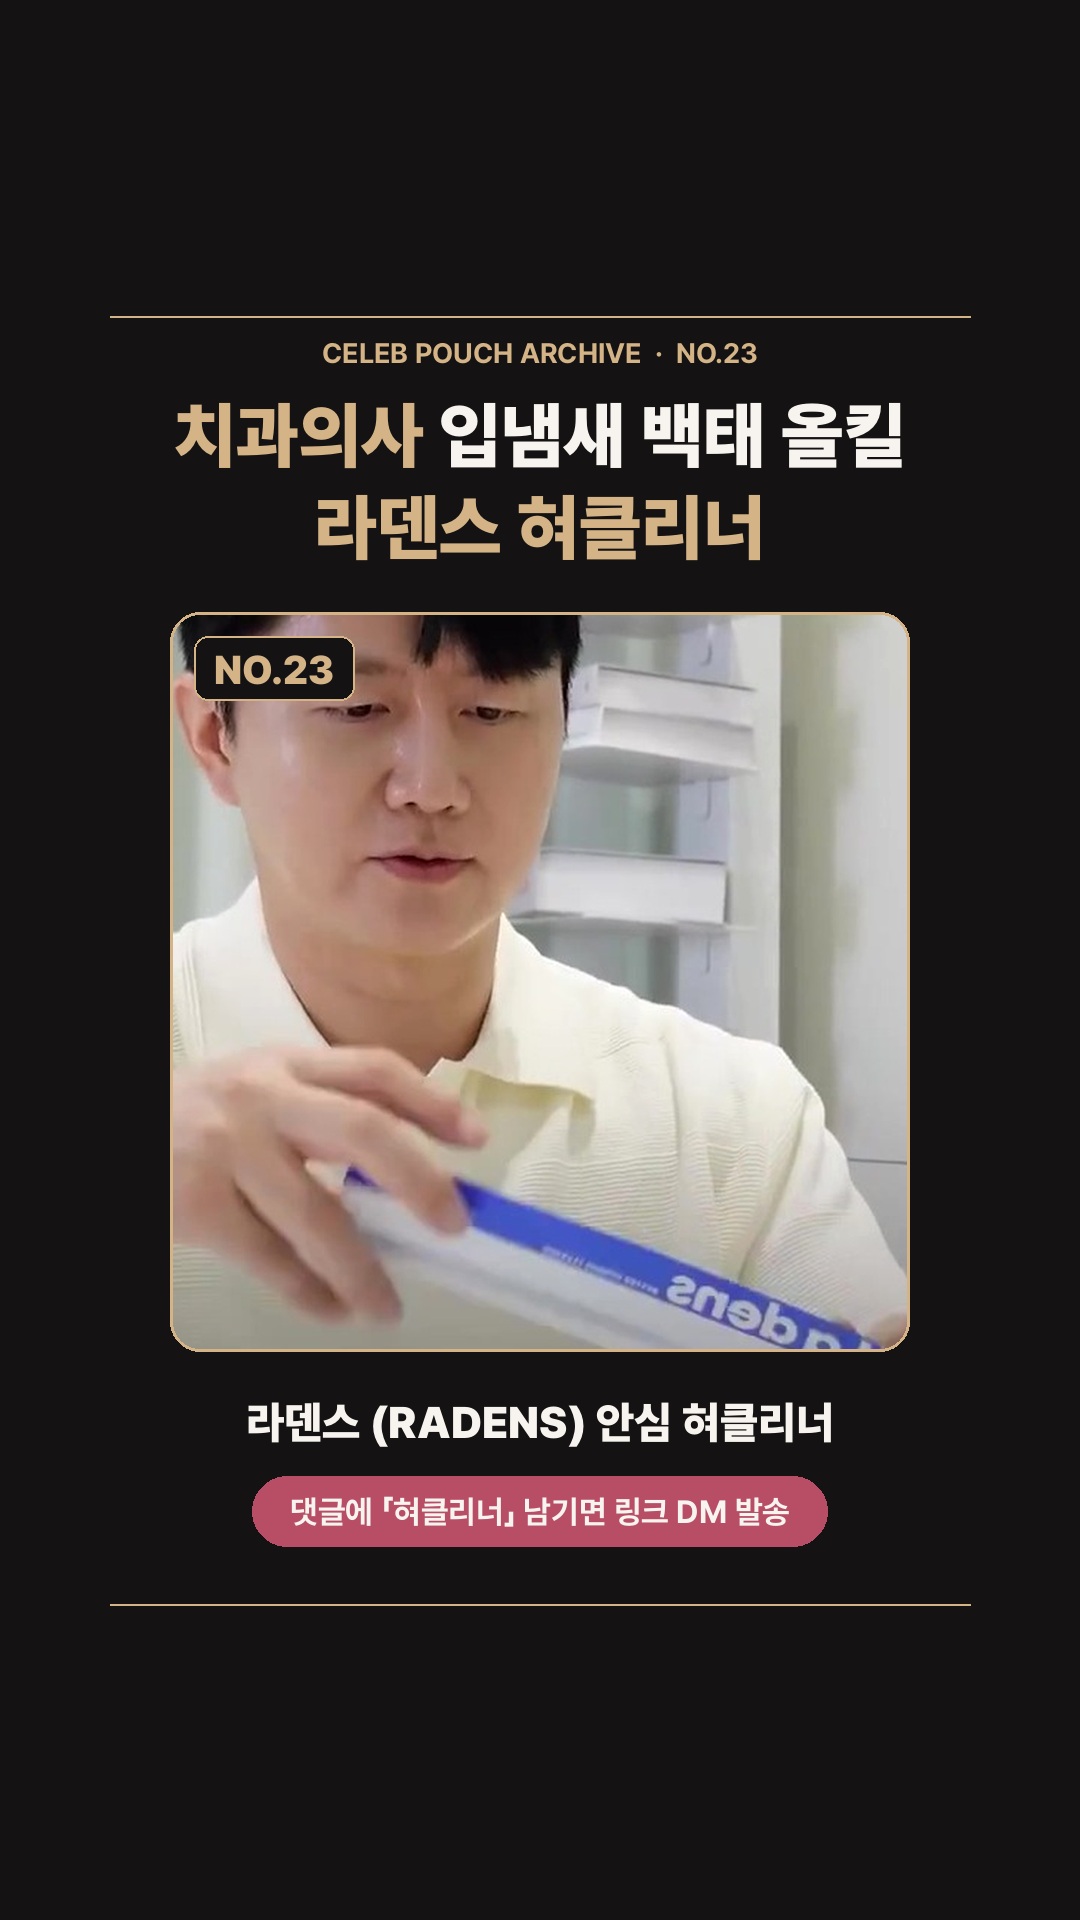 CELEB POUCH ARCHIVE · NO.23
치과의사 입냄새 백태 올킬
라덴스 혀클리너
NO.23
radens
라덴스 (RADENS) 안심 혀클리너
댓글에 「혀클리너」 남기면 링크 DM 발송